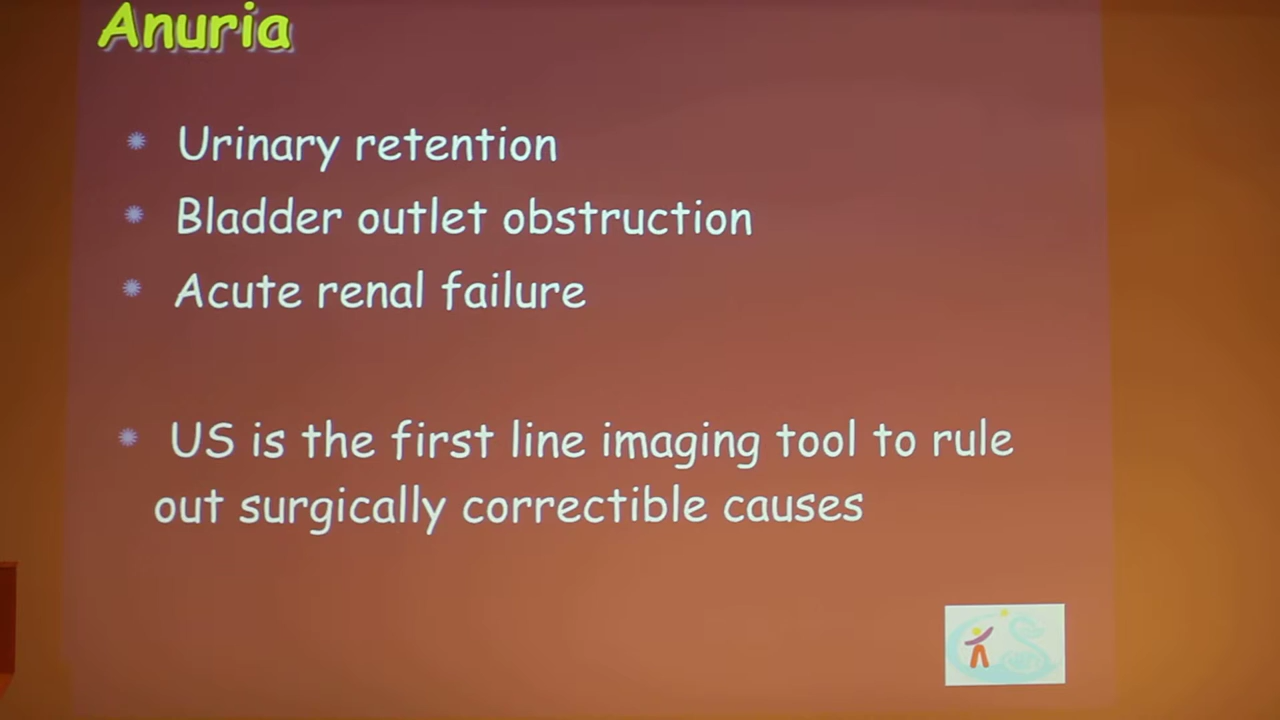 Anuria
Urinary retention
Bladder outlet obstruction
Acute renal failure
US is the first line imaging tool to rule
out surgically correctible causes